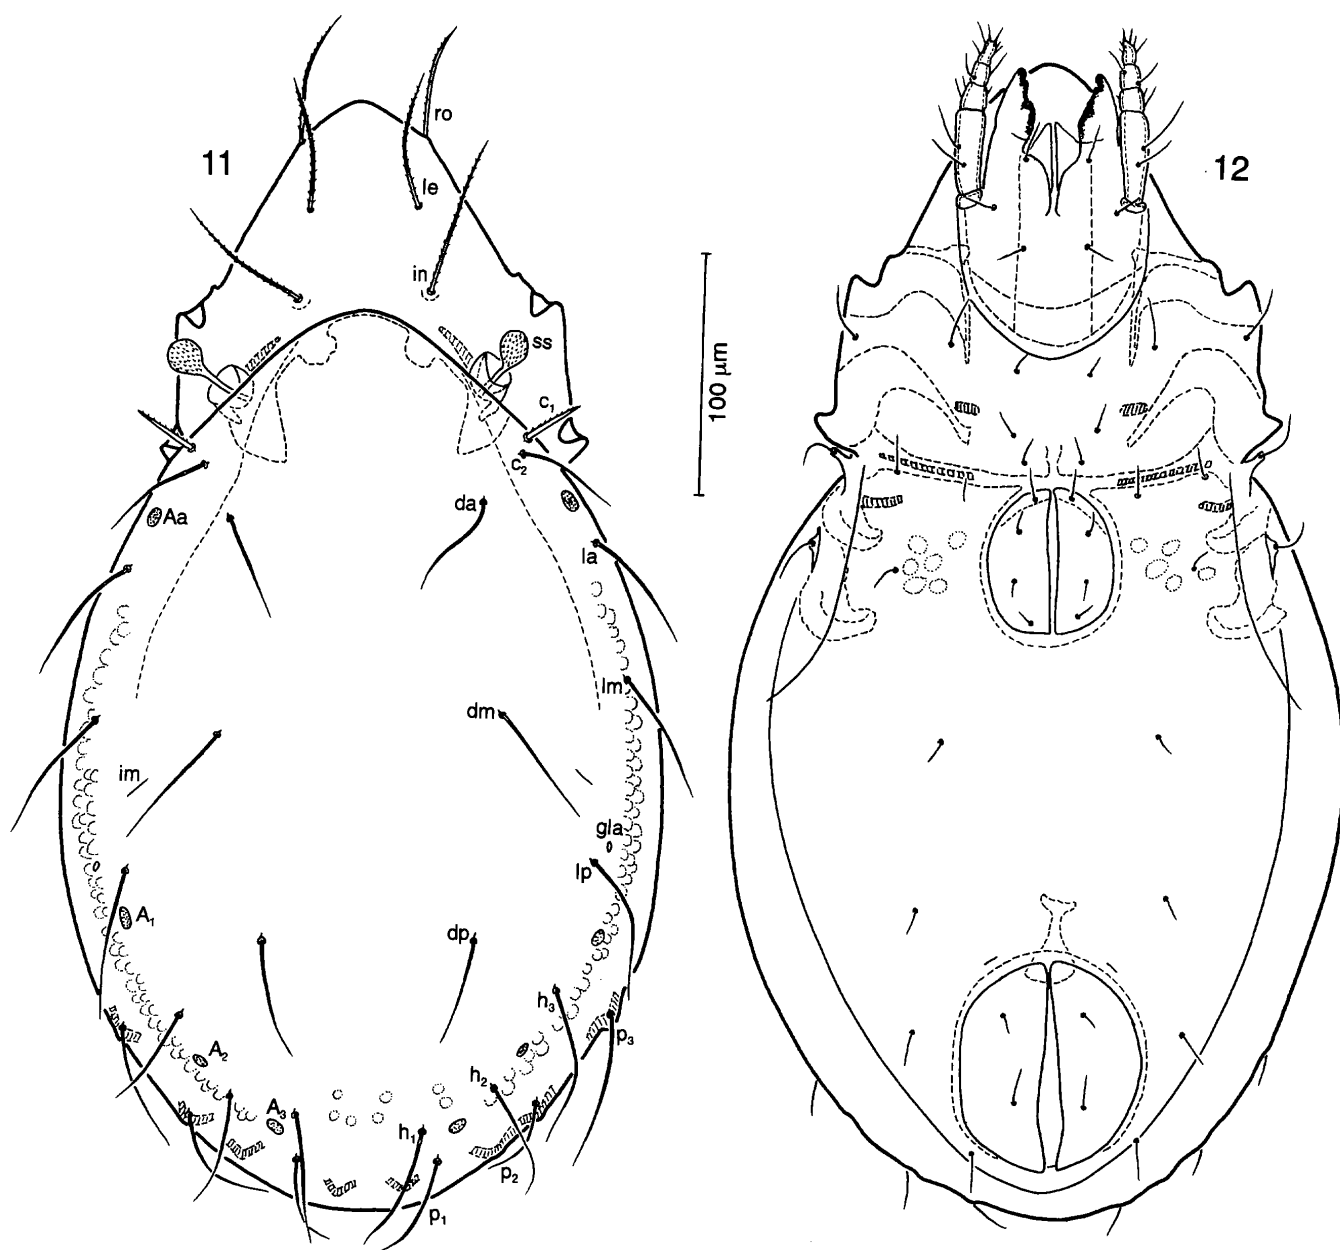 ro
11
12
le
in
ss
100 µm
c₁
c₂
da
Aa
la
lm
dm
im
gla
lp
A₁
dp
h₃
p₃
A₂
h₂
A₃
h₁
p₂
p₁